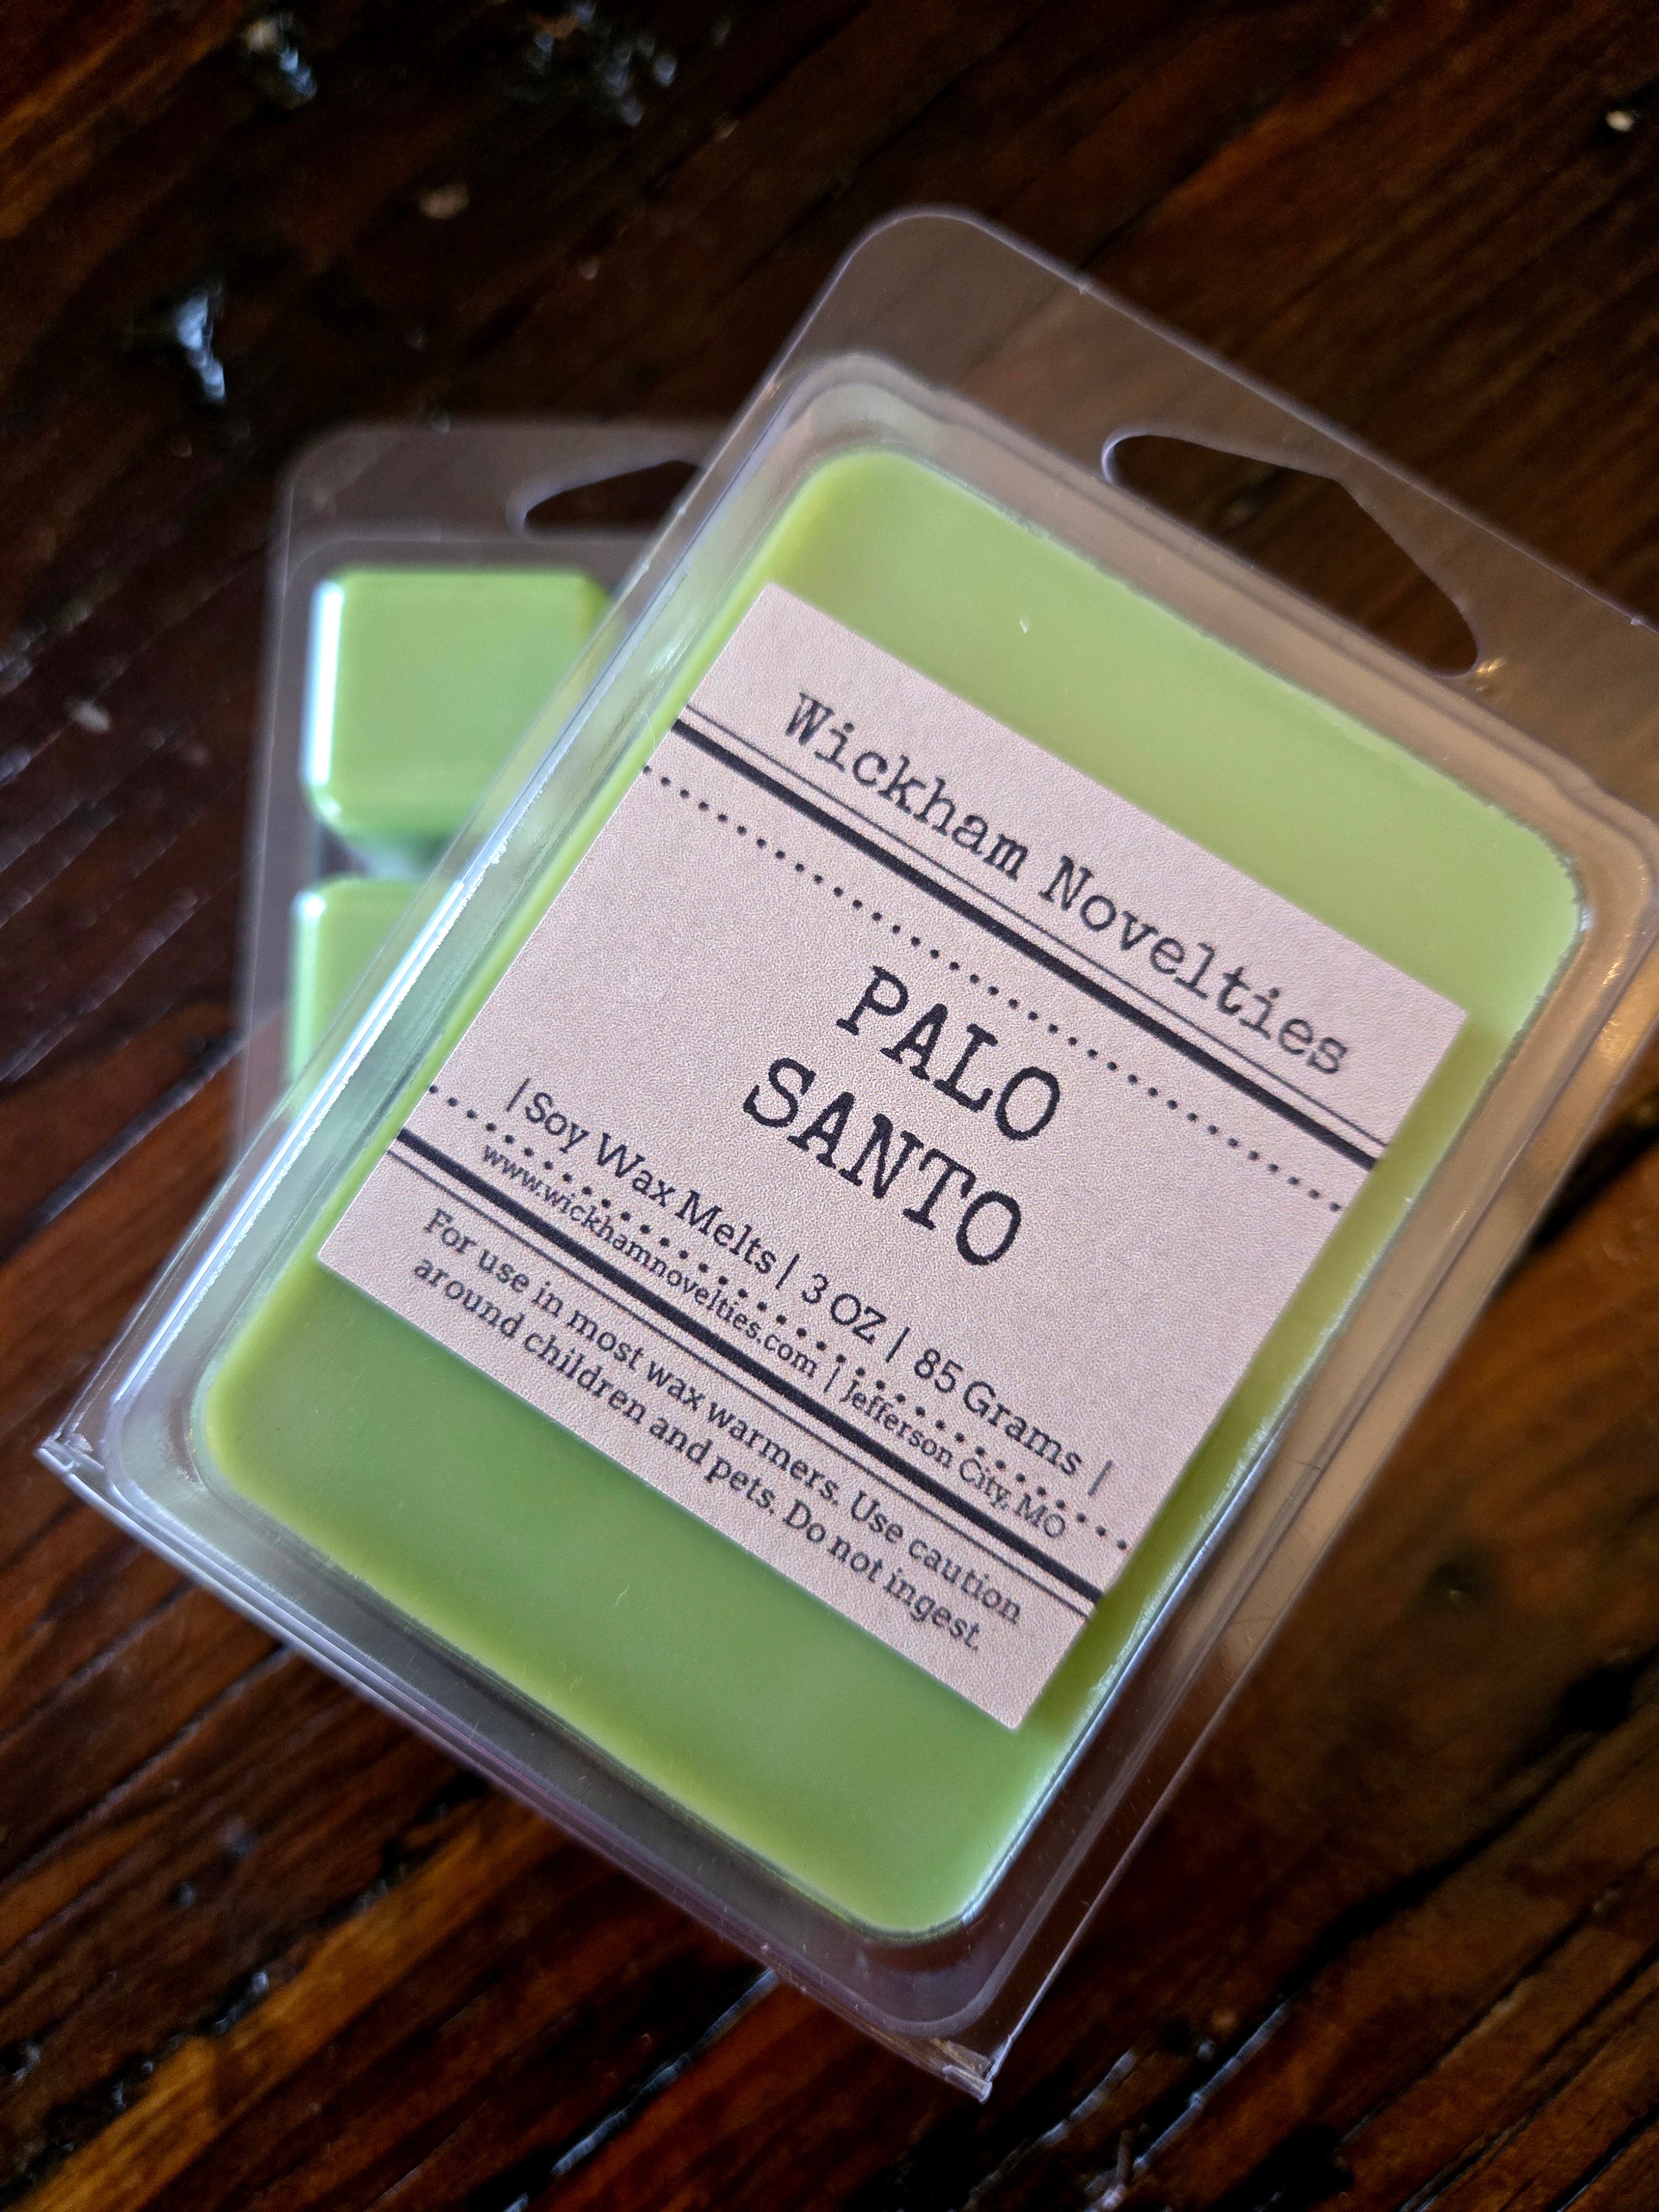 Wickham Novelties
PALO
SANTO
| Soy Wax Melts | 3 OZ | 85 Grams |
www.wickhamnovelties.com | Jefferson City, MO
For use in most wax warmers. Use caution
around children and pets. Do not ingest.